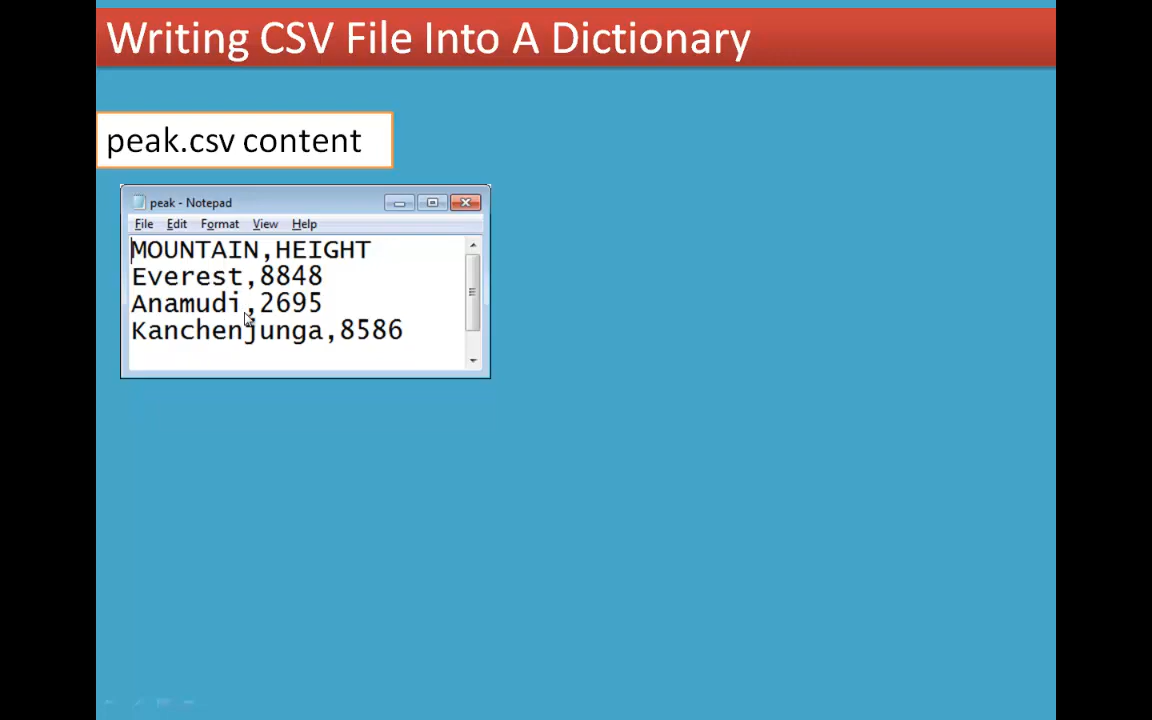 Writing CSV File Into A Dictionary
peak.csv content
peak - Notepad
File Edit Format View Help
MOUNTAIN,HEIGHT
Everest,8848
Anamudi,2695
Kanchenjunga,8586